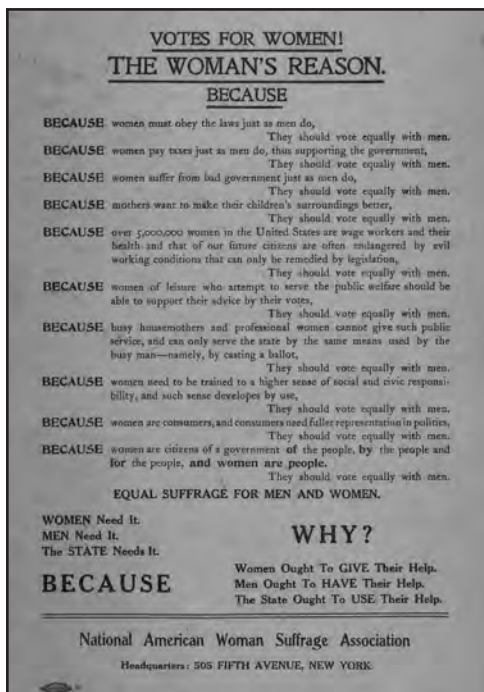 VOTES FOR WOMEN!
THE WOMAN'S REASON.
BECAUSE
BECAUSE women must obey the laws just as men do,
They should vote equally with men.
BECAUSE women pay taxes just as men do, thus supporting the government,
They should vote equally with men.
BECAUSE women suffer from bad government just as men do,
They should vote equally with men.
BECAUSE mothers want to make their children's surroundings better,
They should vote equally with men.
BECAUSE over 5,000,000 women in the United States are wage workers and their
health and that of our future citizens are often endangered by evil
working conditions that can only be remedied by legislation,
They should vote equally with men.
BECAUSE women of leisure who attempt to serve the public welfare should be
able to support their advice by their votes,
They should vote equally with men.
BECAUSE busy housemothers and professional women cannot give such public
service, and can only serve the state by the same means used by the
busy man—namely, by casting a ballot,
They should vote equally with men.
BECAUSE women need to be trained to a higher sense of social and civic responsi-
bility, and such sense developes by use,
They should vote equally with men.
BECAUSE women are consumers, and consumers need fuller representation in politics,
They should vote equally with men.
BECAUSE women are citizens of a government of the people, by the people and
for the people, and women are people.
They should vote equally with men.
EQUAL SUFFRAGE FOR MEN AND WOMEN.
WOMEN Need It.
MEN Need It.
The STATE Needs It.
WHY?
BECAUSE
Women Ought To GIVE Their Help.
Men Ought To HAVE Their Help.
The State Ought To USE Their Help.
National American Woman Suffrage Association
Headquarters: 505 FIFTH AVENUE, NEW YORK